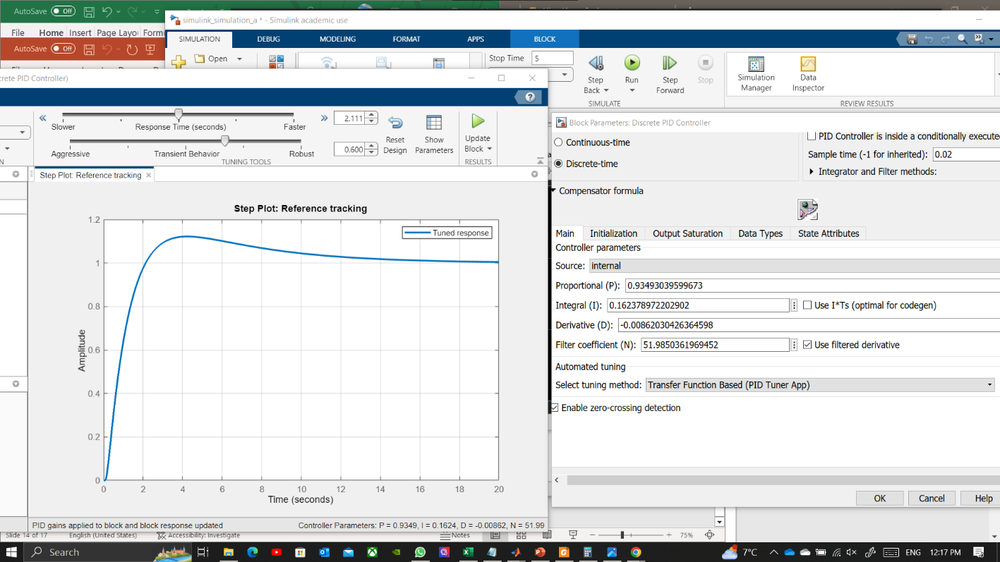 AutoSave Off
simulink_simulation_a * - Simulink academic use
File Home Insert Page Layou Form
AutoSave Off
SIMULATION DEBUG MODELING FORMAT APPS BLOCK
Open
Stop Time 5
Step Back
Run
Step Forward
Stop
Simulation Manager
Data Inspector
SIMULATE
REVIEW RESULTS
crete PID Controller)
Slower Response Time (seconds) Faster
2.111
Aggressive Transient Behavior Robust
0.600
Reset Design
Show Parameters
Update Block
TUNING TOOLS
RESULTS
Step Plot: Reference tracking
Step Plot: Reference tracking
Tuned response
Amplitude
1.2
1
0.8
0.6
0.4
0.2
0
0 2 4 6 8 10 12 14 16 18 20
Time (seconds)
PID gains applied to block and block response updated
Controller Parameters: P = 0.9349, I = 0.1624, D = -0.00862, N = 51.99
Block Parameters: Discrete PID Controller
Continuous-time
Discrete-time
PID Controller is inside a conditionally execute
Sample time (-1 for inherited): 0.02
Integrator and Filter methods:
Compensator formula
Main Initialization Output Saturation Data Types State Attributes
Controller parameters
Source: internal
Proportional (P): 0.93493039599673
Integral (I): 0.162378972202902
Use I*Ts (optimal for codegen)
Derivative (D): -0.00862030426364598
Filter coefficient (N): 51.9850361969452
Use filtered derivative
Automated tuning
Select tuning method: Transfer Function Based (PID Tuner App)
Enable zero-crossing detection
OK Cancel Help
Slide 14 of 17 English (United States) Accessibility: Investigate Notes 75%
Search
7°C ENG 12:17 PM